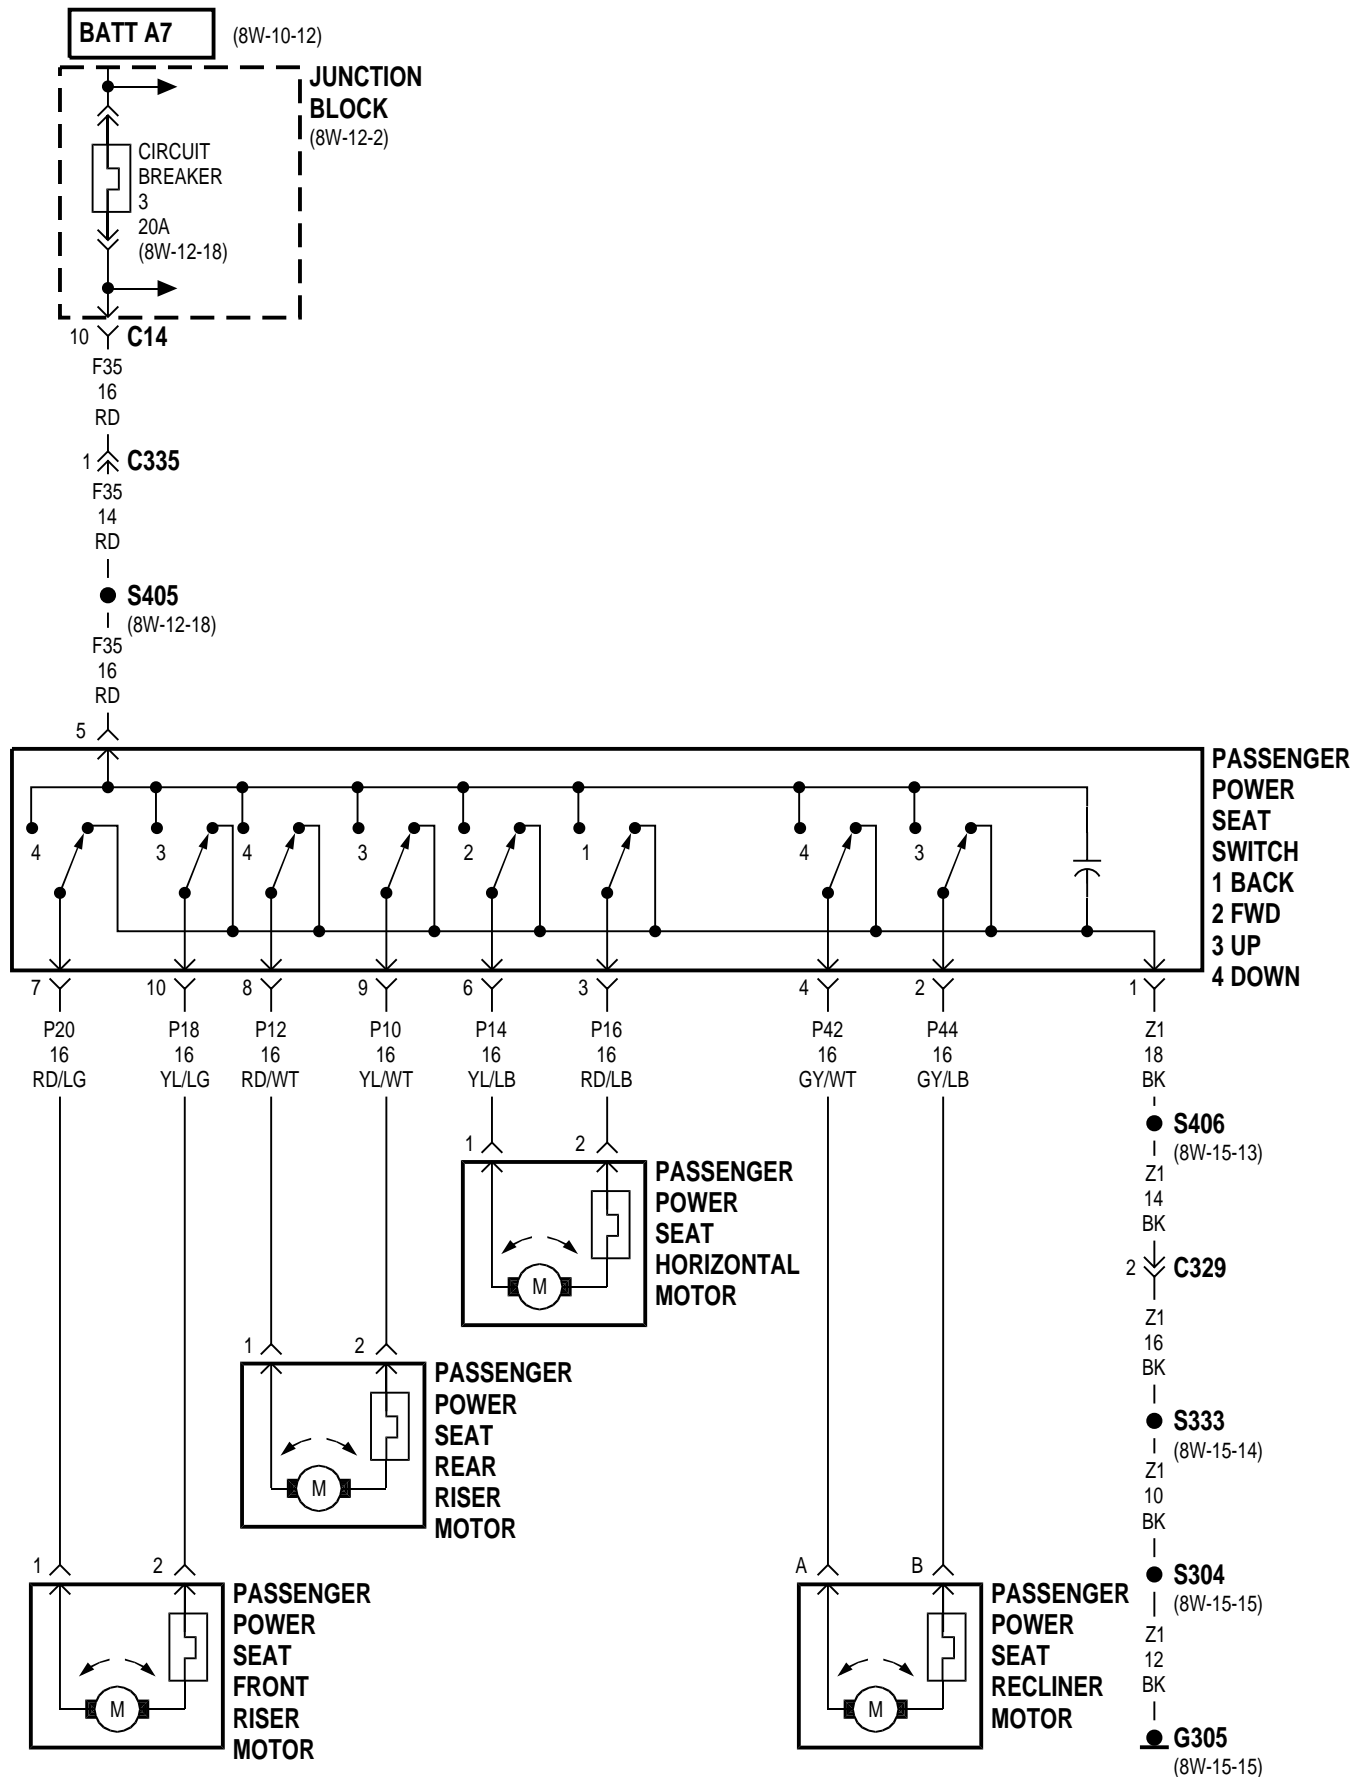 BATT A7
(8W-10-12)
JUNCTION
BLOCK
(8W-12-2)
CIRCUIT
BREAKER
3
20A
(8W-12-18)
10
C14
F35
16
RD
1
C335
F35
14
RD
S405
(8W-12-18)
F35
16
RD
5
PASSENGER
POWER
SEAT
SWITCH
1 BACK
2 FWD
3 UP
4 DOWN
4 3 4 3 2 1 4 3
7 10 8 9 6 3 4 2 1
P20 P18 P12 P10 P14 P16 P42 P44 Z1
16 16 16 16 16 16 16 16 18
RD/LG YL/LG RD/WT YL/WT YL/LB RD/LB GY/WT GY/LB BK
1 2
PASSENGER
POWER
SEAT
HORIZONTAL
MOTOR
M
1 2
PASSENGER
POWER
SEAT
REAR
RISER
MOTOR
M
1 2
PASSENGER
POWER
SEAT
FRONT
RISER
MOTOR
M
A B
PASSENGER
POWER
SEAT
RECLINER
MOTOR
M
S406
(8W-15-13)
Z1
14
BK
2
C329
Z1
16
BK
S333
(8W-15-14)
Z1
10
BK
S304
(8W-15-15)
Z1
12
BK
G305
(8W-15-15)